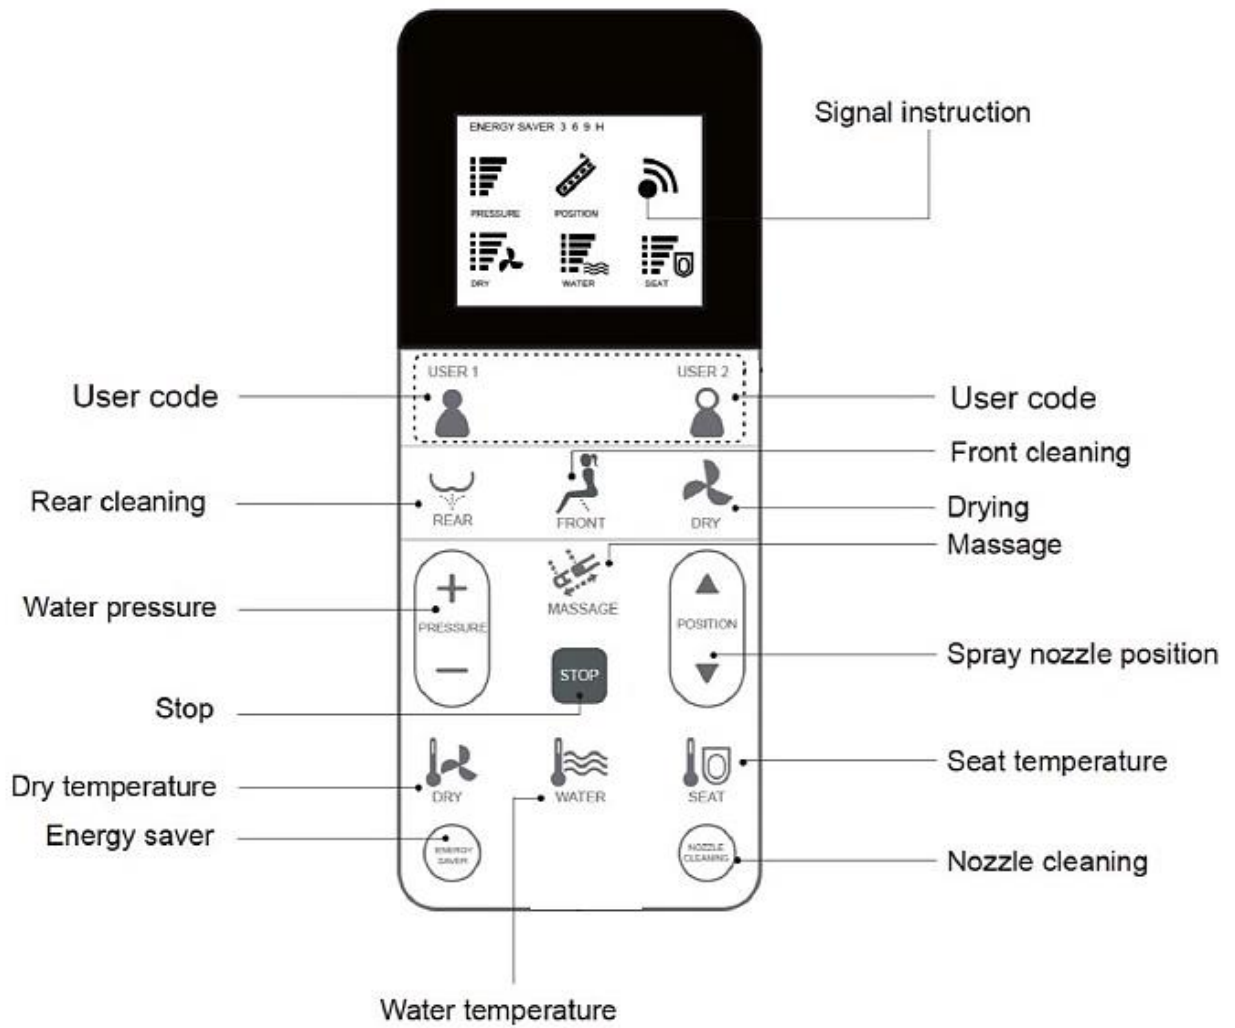 Signal instruction
ENERGY SAVER 3 6 9 H
PRESSURE
POSITION
DRY
WATER
SEAT
USER 1
USER 2
User code
User code
Front cleaning
Rear cleaning
REAR
FRONT
DRY
Drying
Massage
Water pressure
PRESSURE
MASSAGE
POSITION
Spray nozzle position
STOP
Stop
Seat temperature
Dry temperature
DRY
WATER
SEAT
Energy saver
ENERGY
SAVER
NOZZLE
CLEANING
Nozzle cleaning
Water temperature